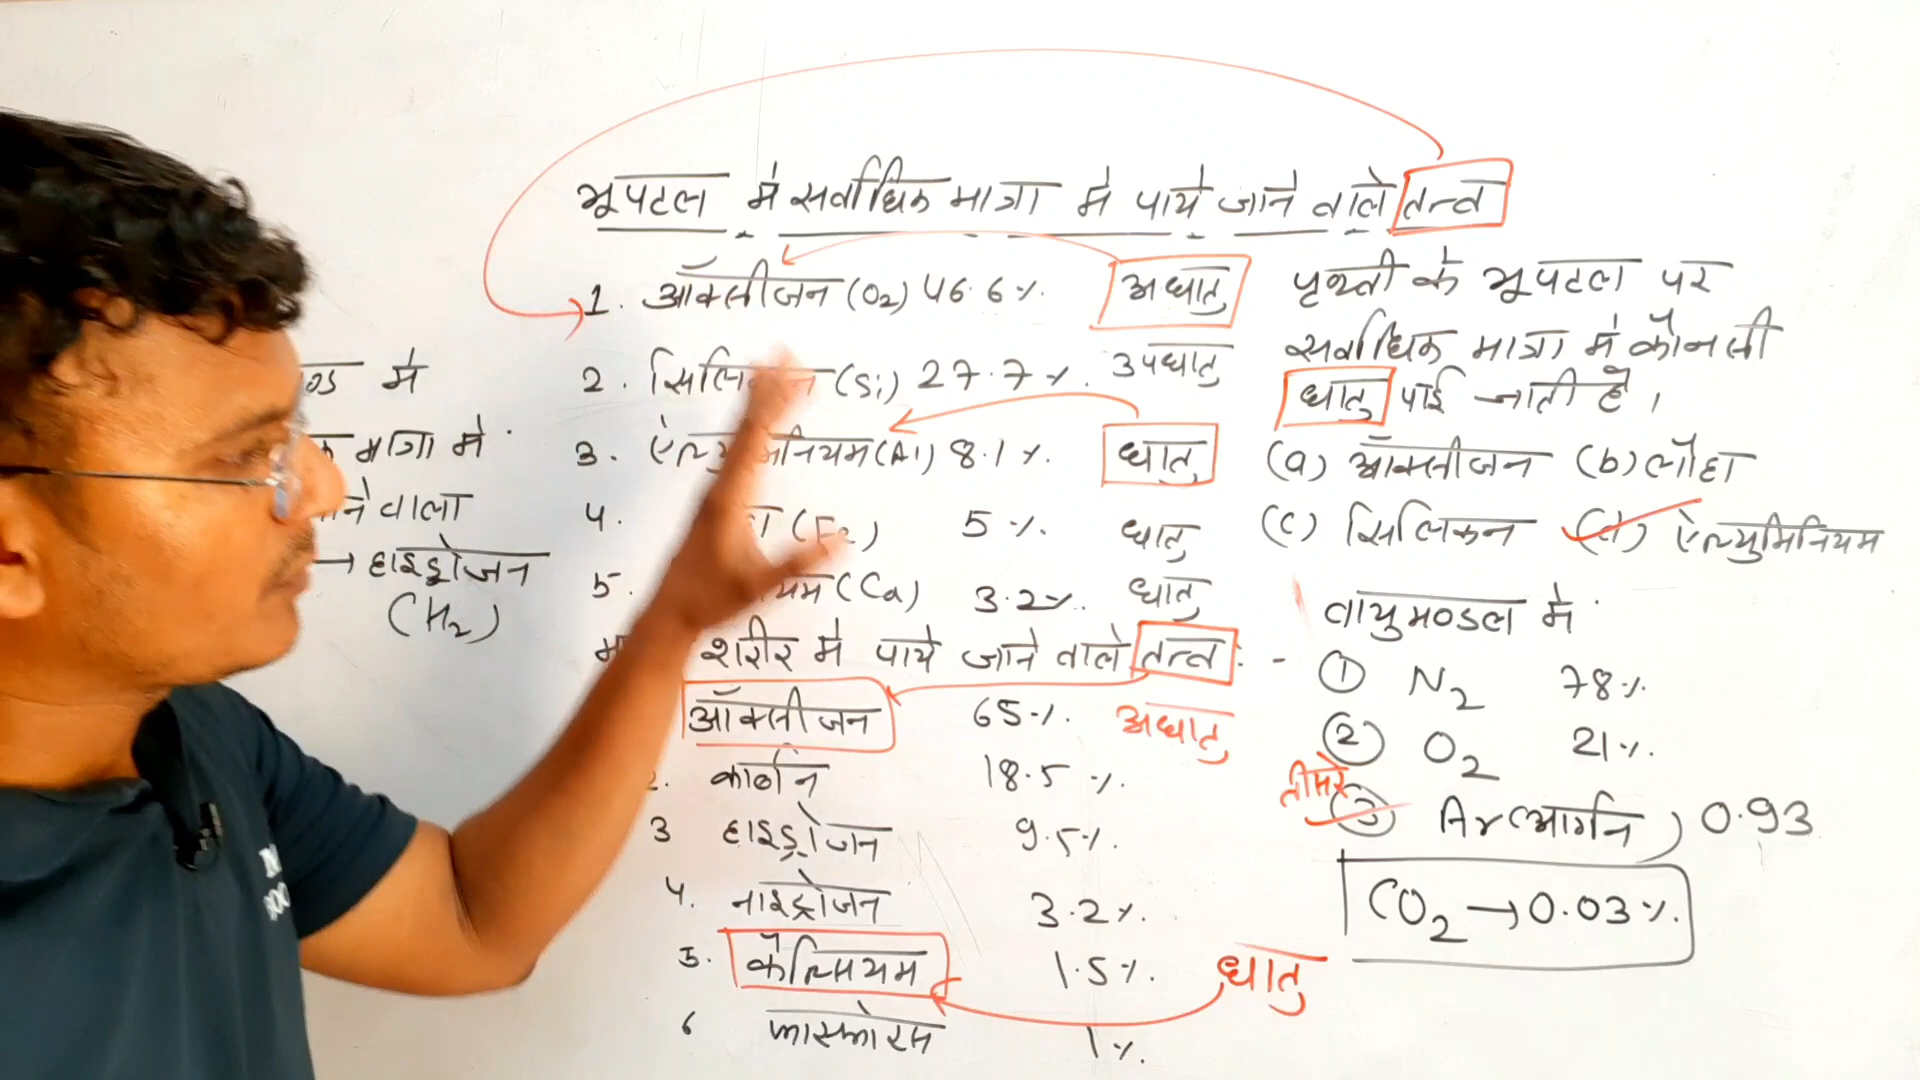 भूपटल में सर्वाधिक मात्रा में पाये जाने वाले तत्व
1. ऑक्सीजन (O2) 46.6%. अधातु
2. सिलिकन (Si) 27.7%. उपधातु
3. ऐल्युमिनियम (Al) 8.1%. धातु
4. (Fe) 5%. धातु
5. (Ca) 3.2%. धातु
शरीर में पाये जाने वाले तत्व : -
ऑक्सीजन 65%. अधातु
2. कार्बन 18.5%.
3 हाइड्रोजन 9.5%.
4. नाइट्रोजन 3.2%.
5. कैल्सियम 1.5%. धातु
6 फास्फोरस 1%.
पृथ्वी के भूपटल पर
सर्वाधिक मात्रा में कौनसी
धातु पाई जाती है।
(a) ऑक्सीजन (b) लोहा
(c) सिलिकन (d) ऐल्युमिनियम
वायुमण्डल में
① N2 78%.
② O2 21%.
तीसरे ③ Ar (आर्गन) 0.93
CO2 → 0.03%.
में
मात्रा में
वाला
→ हाइड्रोजन
(H2)